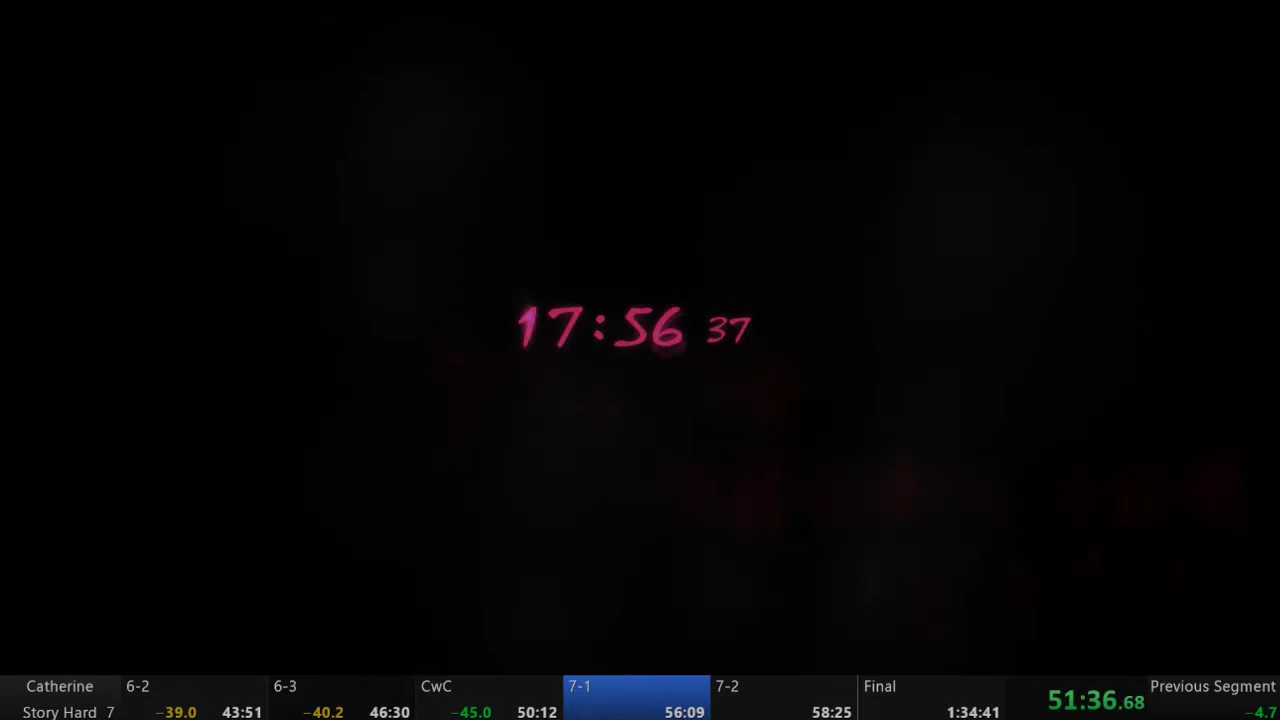 17:56 37
Catherine 6-2 6-3 CwC 7-1 7-2 Final 51:36.68 Previous Segment
Story Hard 7 −39.0 43:51 −40.2 46:30 −45.0 50:12 56:09 58:25 1:34:41 −4.7